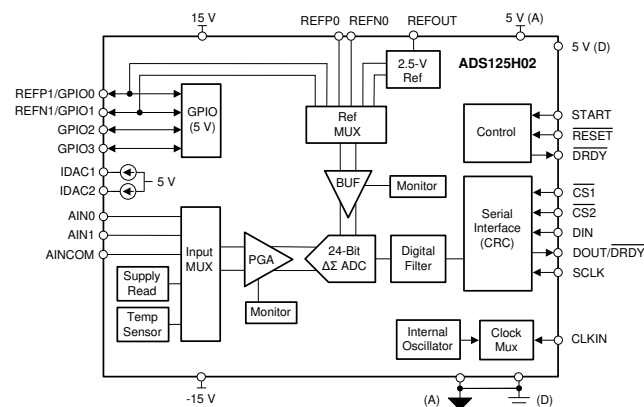 15 V
REFP0
REFN0
REFOUT
5 V (A)
5 V (D)
ADS125H02
2.5-V
Ref
REFP1/GPIO0
REFN1/GPIO1
GPIO2
GPIO3
GPIO
(5 V)
Ref
MUX
Control
START
RESET
DRDY
IDAC1
IDAC2
5 V
BUF
Monitor
AIN0
AIN1
AINCOM
Input
MUX
PGA
24-Bit
ΔΣ ADC
Digital
Filter
Serial
Interface
(CRC)
CS1
CS2
DIN
DOUT/DRDY
SCLK
Supply
Read
Temp
Sensor
Monitor
Internal
Oscillator
Clock
Mux
CLKIN
-15 V
(A)
(D)